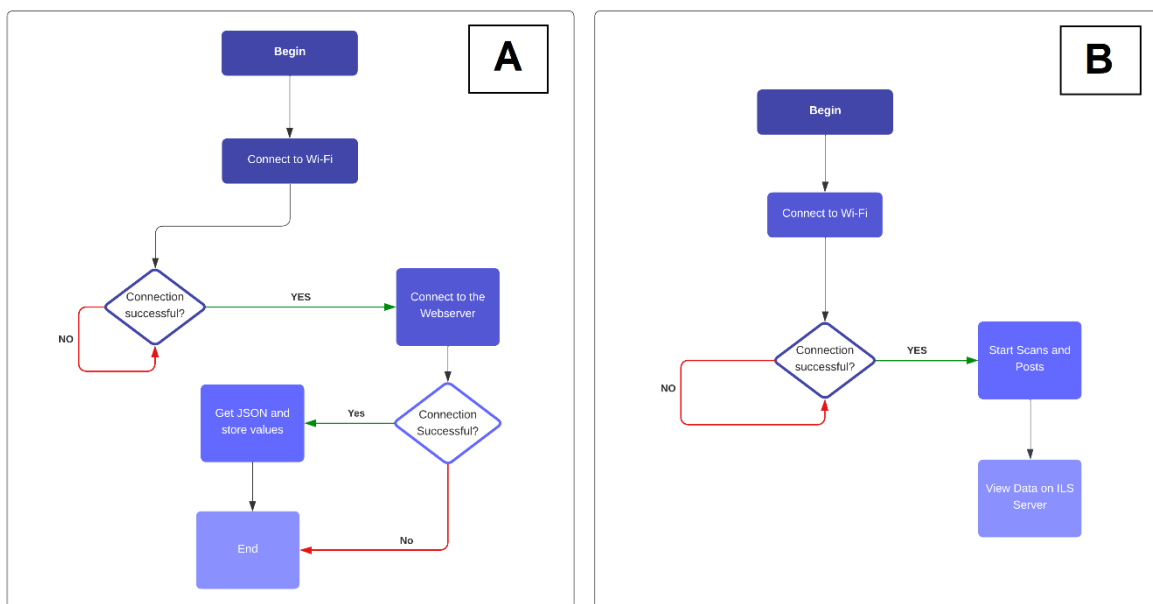 A
Begin
Connect to Wi-Fi
Connection
successful?
YES
NO
Connect to the
Webserver
Connection
Successful?
Yes
Get JSON and
store values
No
End
B
Begin
Connect to Wi-Fi
Connection
successful?
YES
NO
Start Scans and
Posts
View Data on ILS
Server